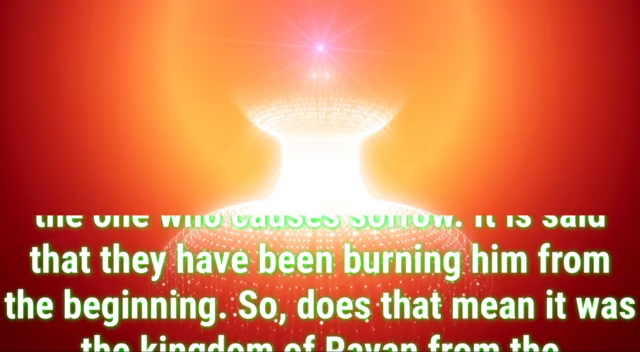 the one who causes sorrow. It is said
that they have been burning him from
the beginning. So, does that mean it was
the kingdom of Ravan from the